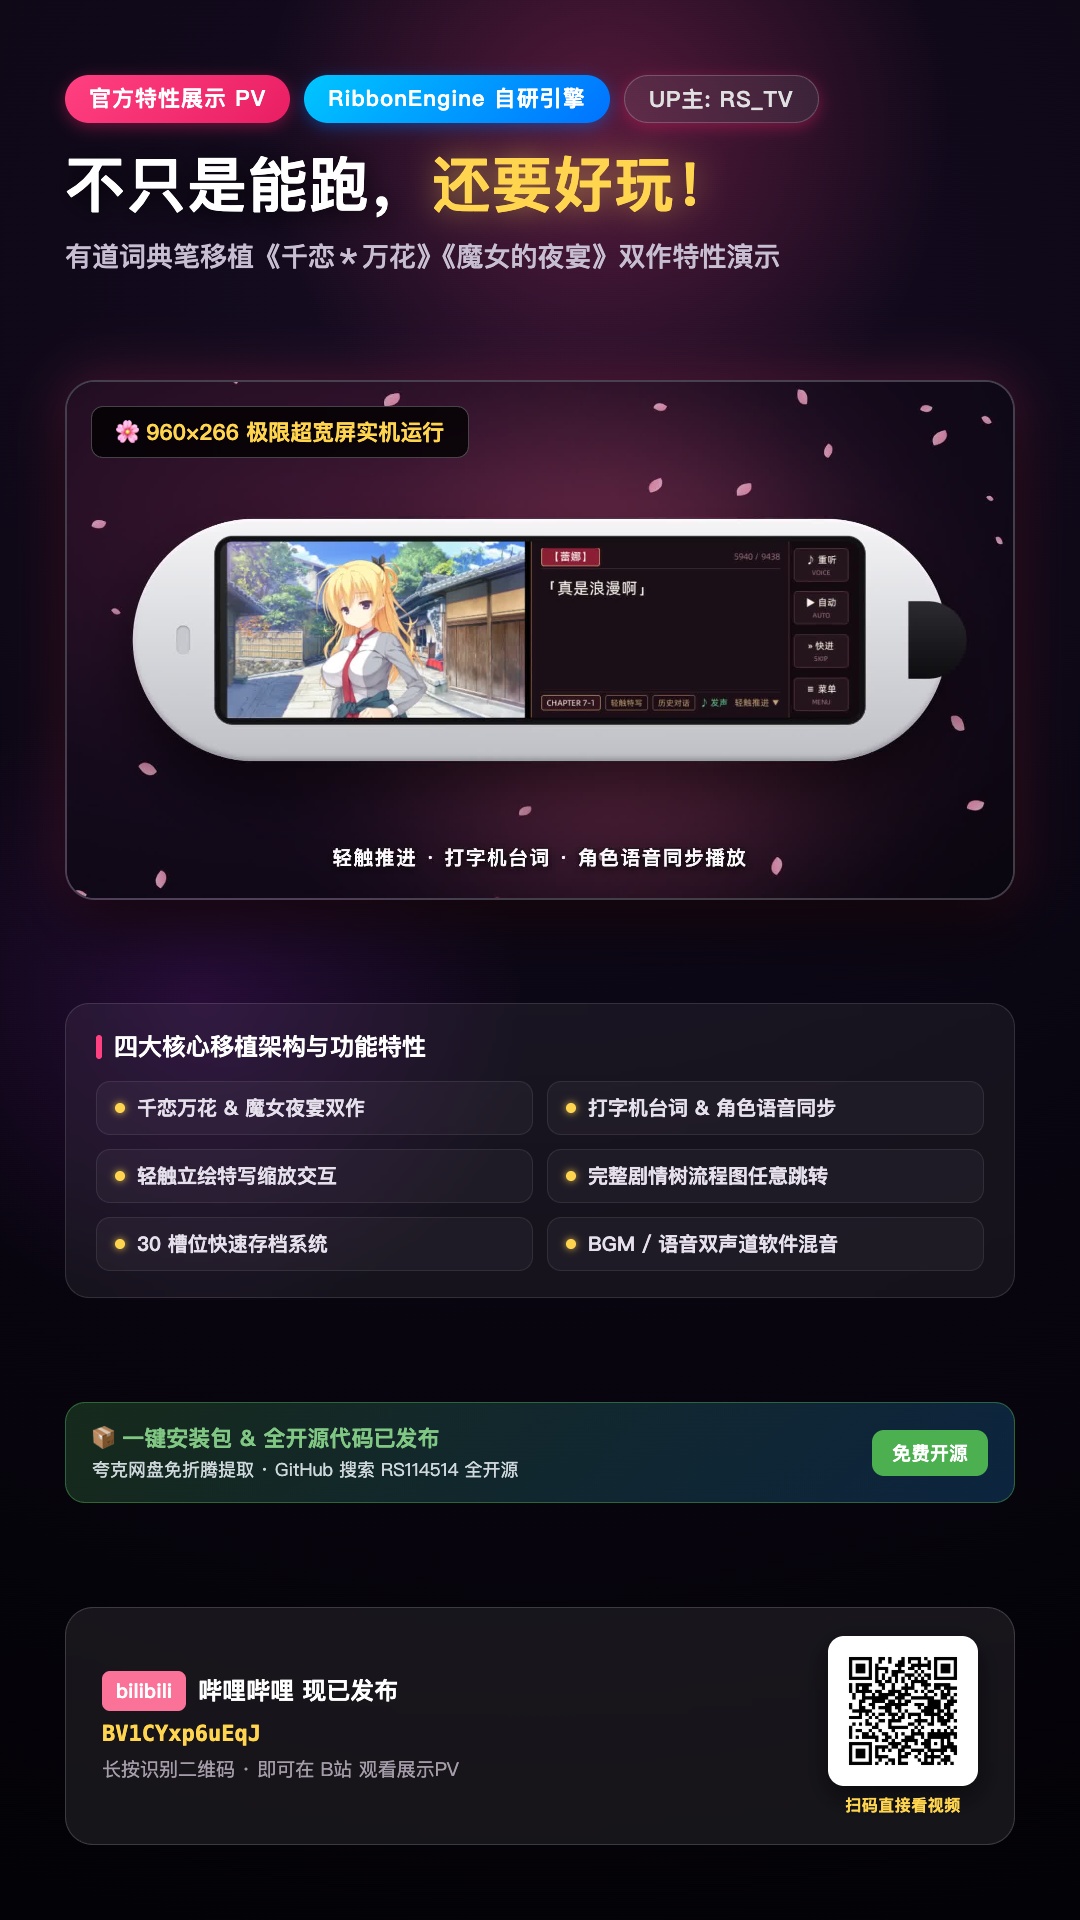 官方特性展示 PV
RibbonEngine 自研引擎
UP主: RS_TV
不只是能跑，还要好玩！
有道词典笔移植《千恋＊万花》《魔女的夜宴》双作特性演示
🌸 960×266 极限超宽屏实机运行
【蕾娜】
5940 / 9438
「真是浪漫啊」
CHAPTER 7-1 轻触特写 历史对话 ♪ 发声 轻触推进 ▼
♪ 重听
VOICE
▶ 自动
AUTO
» 快进
SKIP
≡ 菜单
MENU
轻触推进 · 打字机台词 · 角色语音同步播放
四大核心移植架构与功能特性
千恋万花 & 魔女夜宴双作
打字机台词 & 角色语音同步
轻触立绘特写缩放交互
完整剧情树流程图任意跳转
30 槽位快速存档系统
BGM / 语音双声道软件混音
📦 一键安装包 & 全开源代码已发布
夸克网盘免折腾提取 · GitHub 搜索 RS114514 全开源
免费开源
bilibili 哔哩哔哩 现已发布
BV1CYxp6uEqJ
长按识别二维码 · 即可在 B站 观看展示PV
扫码直接看视频